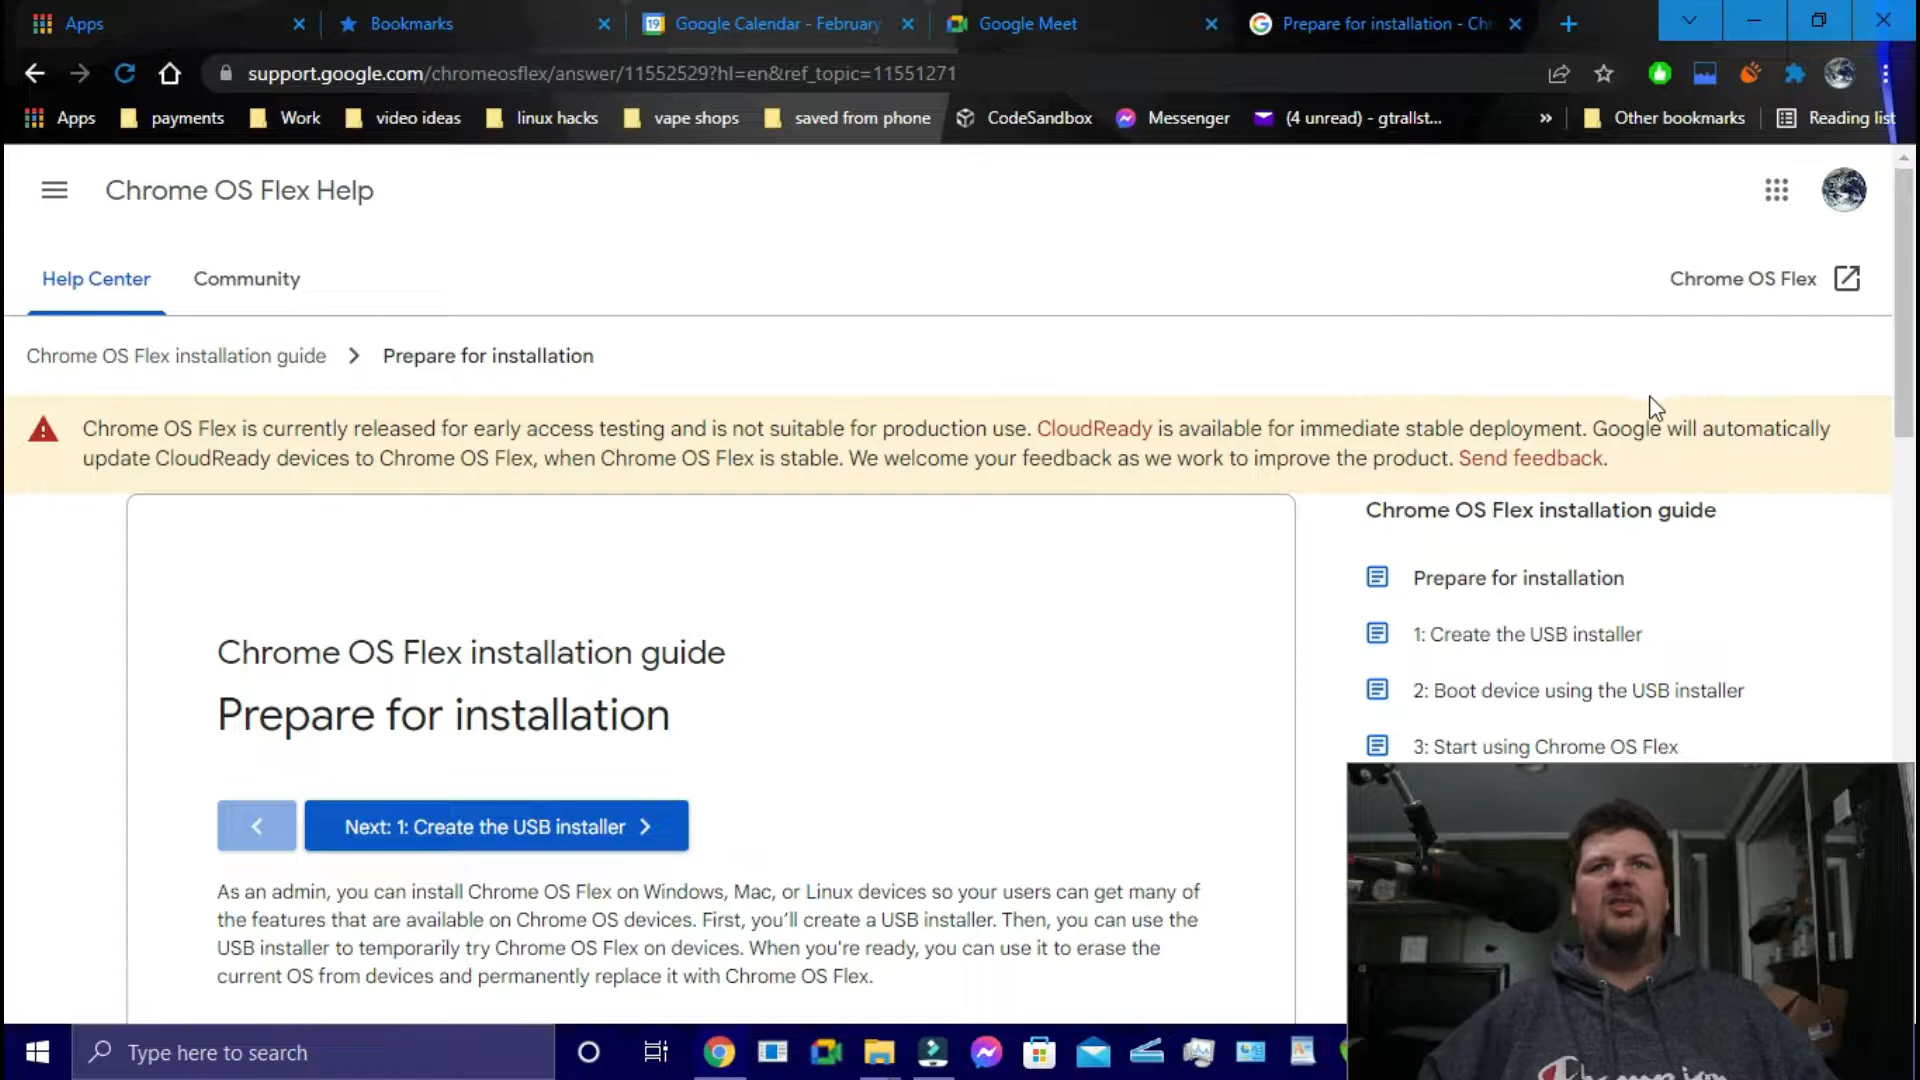 Apps
Bookmarks
19 Google Calendar - February
Google Meet
Prepare for installation - Ch
support.google.com/chromeosflex/answer/11552529?hl=en&ref_topic=11551271
Apps payments Work video ideas linux hacks vape shops saved from phone CodeSandbox Messenger (4 unread) - gtrallst... » Other bookmarks Reading list
Chrome OS Flex Help
Help Center Community Chrome OS Flex
Chrome OS Flex installation guide > Prepare for installation
Chrome OS Flex is currently released for early access testing and is not suitable for production use. CloudReady is available for immediate stable deployment. Google will automatically
update CloudReady devices to Chrome OS Flex, when Chrome OS Flex is stable. We welcome your feedback as we work to improve the product. Send feedback.
Chrome OS Flex installation guide
Prepare for installation
Next: 1: Create the USB installer
As an admin, you can install Chrome OS Flex on Windows, Mac, or Linux devices so your users can get many of
the features that are available on Chrome OS devices. First, you’ll create a USB installer. Then, you can use the
USB installer to temporarily try Chrome OS Flex on devices. When you're ready, you can use it to erase the
current OS from devices and permanently replace it with Chrome OS Flex.
Chrome OS Flex installation guide
Prepare for installation
1: Create the USB installer
2: Boot device using the USB installer
3: Start using Chrome OS Flex
Type here to search